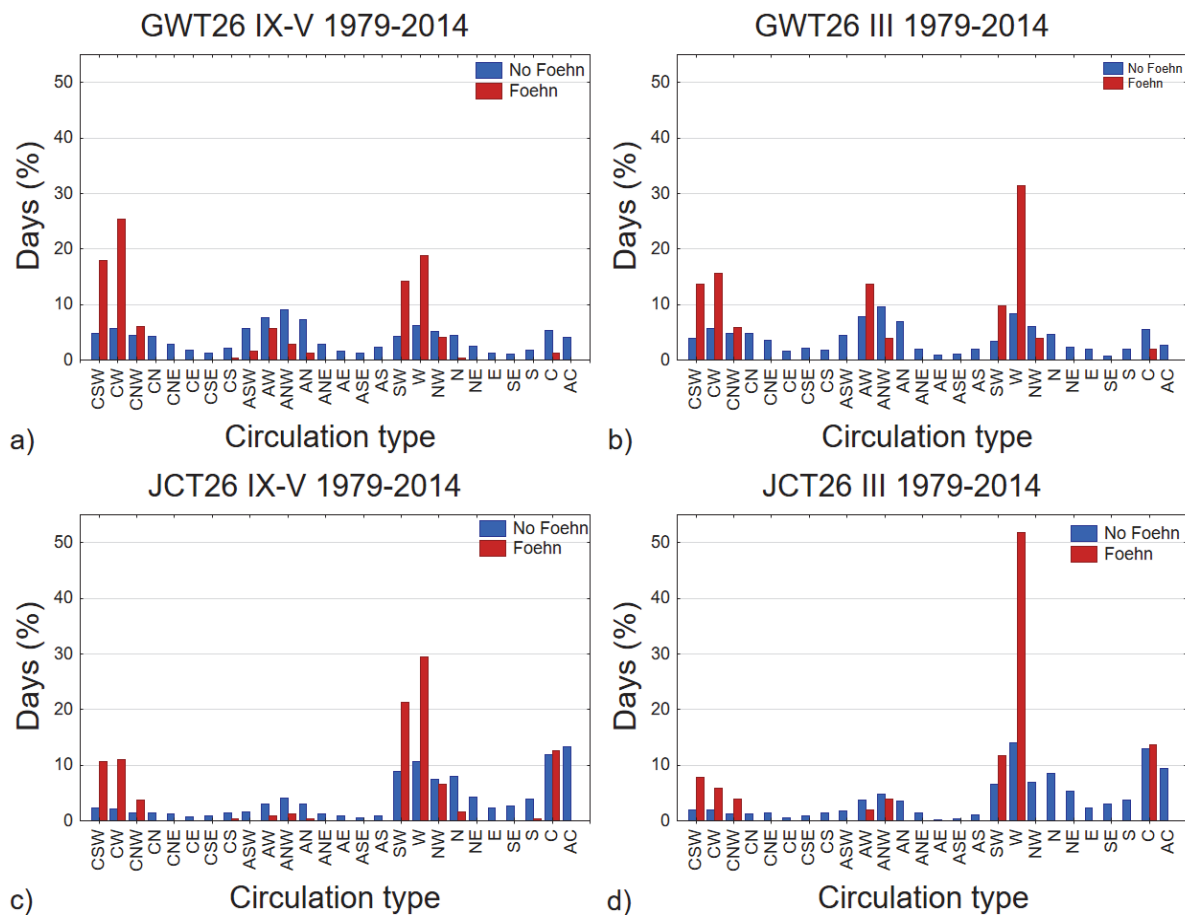 GWT26 IX-V 1979-2014
No Foehn
Foehn
50
40
30
20
10
0
Days (%)
CSW CW CNW CN CNE CE CSE CS ASW AW ANW AN ANE AE ASE AS SW W NW N NE E SE S C AC
Circulation type
a)
GWT26 III 1979-2014
No Foehn
Foehn
50
40
30
20
10
0
Days (%)
CSW CW CNW CN CNE CE CSE CS ASW AW ANW AN ANE AE ASE AS SW W NW N NE E SE S C AC
Circulation type
b)
JCT26 IX-V 1979-2014
No Foehn
Foehn
50
40
30
20
10
0
Days (%)
CSW CW CNW CN CNE CE CSE CS ASW AW ANW AN ANE AE ASE AS SW W NW N NE E SE S C AC
Circulation type
c)
JCT26 III 1979-2014
No Foehn
Foehn
50
40
30
20
10
0
Days (%)
CSW CW CNW CN CNE CE CSE CS ASW AW ANW AN ANE AE ASE AS SW W NW N NE E SE S C AC
Circulation type
d)